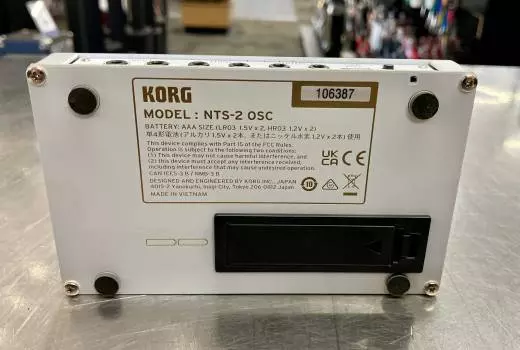 KORG
106387
MODEL : NTS-2 OSC
BATTERY: AAA SIZE (LR03 1.5V x 2, HR03 1.2V x 2)
単4形電池(アルカリ 1.5V x 2本、またはニッケル水素 1.2V x 2本)使用
This device complies with Part 15 of the FCC Rules.
Operation is subject to the following two conditions:
(1) This device may not cause harmful interference, and
(2) this device must accept any interference received,
including interference that may cause undesired operation.
CAN ICES-3 B / NMB-3 B
DESIGNED AND ENGINEERED BY KORG INC., JAPAN
4015-2 Yanokuchi, Inagi-City, Tokyo 206-0812 Japan
MADE IN VIETNAM
UK
CA
CE
10